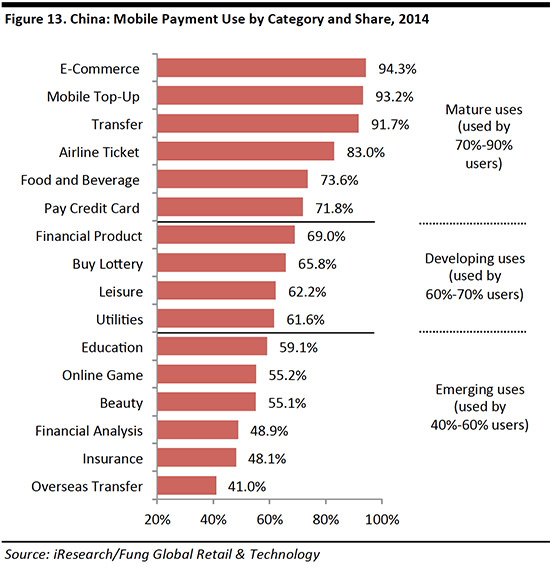 Figure 13. China: Mobile Payment Use by Category and Share, 2014
E-Commerce 94.3%
Mobile Top-Up 93.2%
Transfer 91.7%
Airline Ticket 83.0%
Food and Beverage 73.6%
Pay Credit Card 71.8%
Mature uses
(used by
70%-90%
users)
Financial Product 69.0%
Buy Lottery 65.8%
Leisure 62.2%
Utilities 61.6%
Developing uses
(used by
60%-70% users)
Education 59.1%
Online Game 55.2%
Beauty 55.1%
Financial Analysis 48.9%
Insurance 48.1%
Overseas Transfer 41.0%
Emerging uses
(used by
40%-60% users)
20% 40% 60% 80% 100%
Source: iResearch/Fung Global Retail & Technology